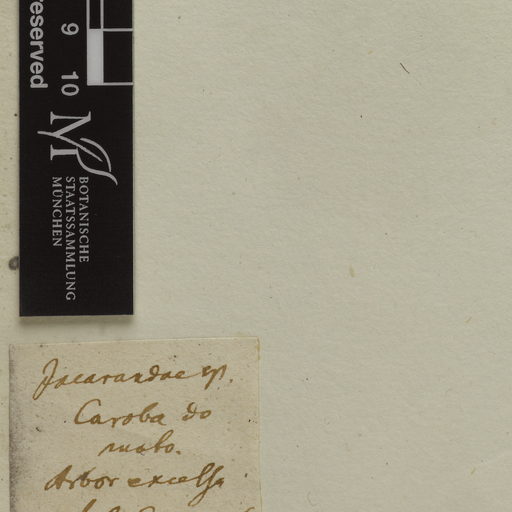 reserved
9 10
BOTANISCHE
STAATSSAMMLUNG
MÜNCHEN
Jacarandae sp.
Caroba do
mato.
Arbor excelsa